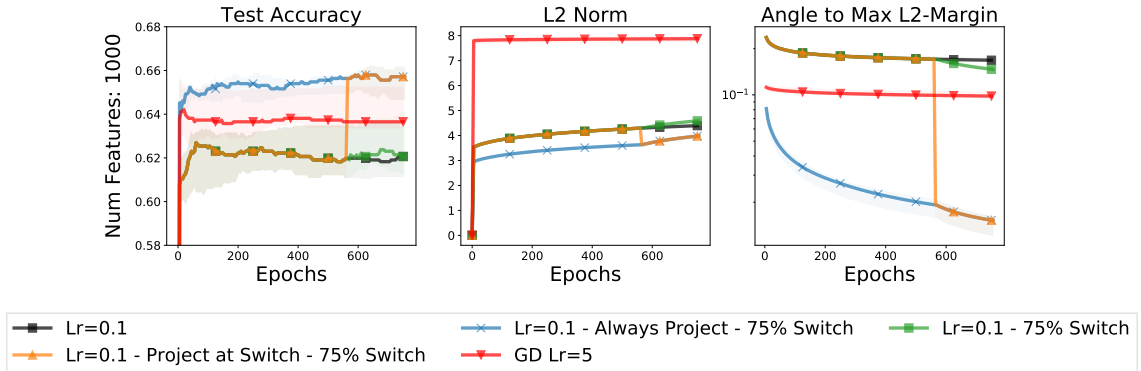 Test Accuracy
L2 Norm
Angle to Max L2-Margin
Num Features: 1000
0.68
0.66
0.64
0.62
0.60
0.58
0
200
400
600
Epochs
8
7
6
5
4
3
2
1
0
0
200
400
600
Epochs
10⁻¹
0
200
400
600
Epochs
Lr=0.1
Lr=0.1 - Always Project - 75% Switch
Lr=0.1 - 75% Switch
Lr=0.1 - Project at Switch - 75% Switch
GD Lr=5